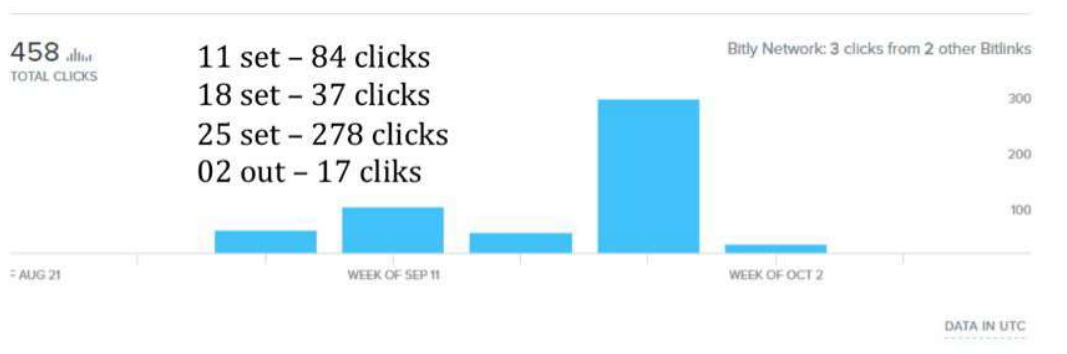 458
TOTAL CLICKS
11 set – 84 clicks
18 set – 37 clicks
25 set – 278 clicks
02 out – 17 cliks
Bitly Network: 3 clicks from 2 other Bitlinks
300
200
100
F AUG 21
WEEK OF SEP 11
WEEK OF OCT 2
DATA IN UTC